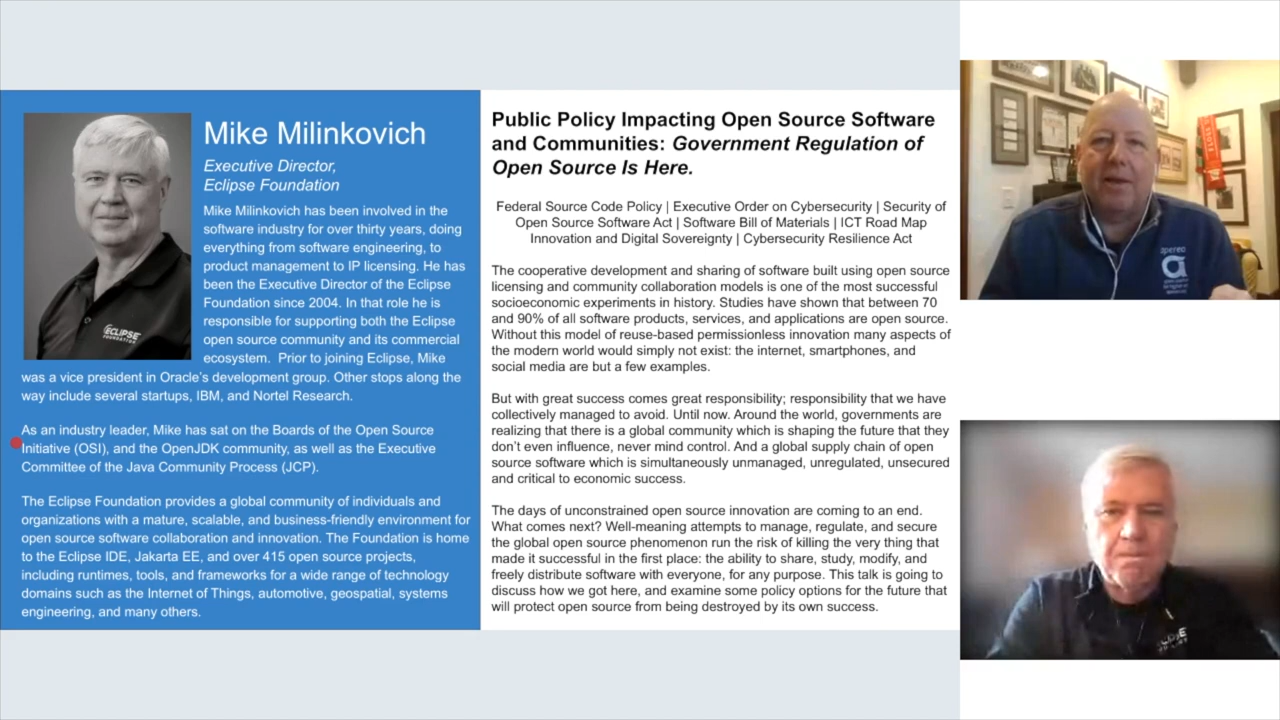 Mike Milinkovich
Executive Director,
Eclipse Foundation
Mike Milinkovich has been involved in the
software industry for over thirty years, doing
everything from software engineering, to
product management to IP licensing. He has
been the Executive Director of the Eclipse
Foundation since 2004. In that role he is
responsible for supporting both the Eclipse
open source community and its commercial
ecosystem. Prior to joining Eclipse, Mike
was a vice president in Oracle's development group. Other stops along the
way include several startups, IBM, and Nortel Research.
As an industry leader, Mike has sat on the Boards of the Open Source
Initiative (OSI), and the OpenJDK community, as well as the Executive
Committee of the Java Community Process (JCP).
The Eclipse Foundation provides a global community of individuals and
organizations with a mature, scalable, and business-friendly environment for
open source software collaboration and innovation. The Foundation is home
to the Eclipse IDE, Jakarta EE, and over 415 open source projects,
including runtimes, tools, and frameworks for a wide range of technology
domains such as the Internet of Things, automotive, geospatial, systems
engineering, and many others.
ECLIPSE
FOUNDATION
Public Policy Impacting Open Source Software
and Communities: Government Regulation of
Open Source Is Here.
Federal Source Code Policy | Executive Order on Cybersecurity | Security of
Open Source Software Act | Software Bill of Materials | ICT Road Map
Innovation and Digital Sovereignty | Cybersecurity Resilience Act
The cooperative development and sharing of software built using open source
licensing and community collaboration models is one of the most successful
socioeconomic experiments in history. Studies have shown that between 70
and 90% of all software products, services, and applications are open source.
Without this model of reuse-based permissionless innovation many aspects of
the modern world would simply not exist: the internet, smartphones, and
social media are but a few examples.
But with great success comes great responsibility; responsibility that we have
collectively managed to avoid. Until now. Around the world, governments are
realizing that there is a global community which is shaping the future that they
don't even influence, never mind control. And a global supply chain of open
source software which is simultaneously unmanaged, unregulated, unsecured
and critical to economic success.
The days of unconstrained open source innovation are coming to an end.
What comes next? Well-meaning attempts to manage, regulate, and secure
the global open source phenomenon run the risk of killing the very thing that
made it successful in the first place: the ability to share, study, modify, and
freely distribute software with everyone, for any purpose. This talk is going to
discuss how we got here, and examine some policy options for the future that
will protect open source from being destroyed by its own success.
apereo